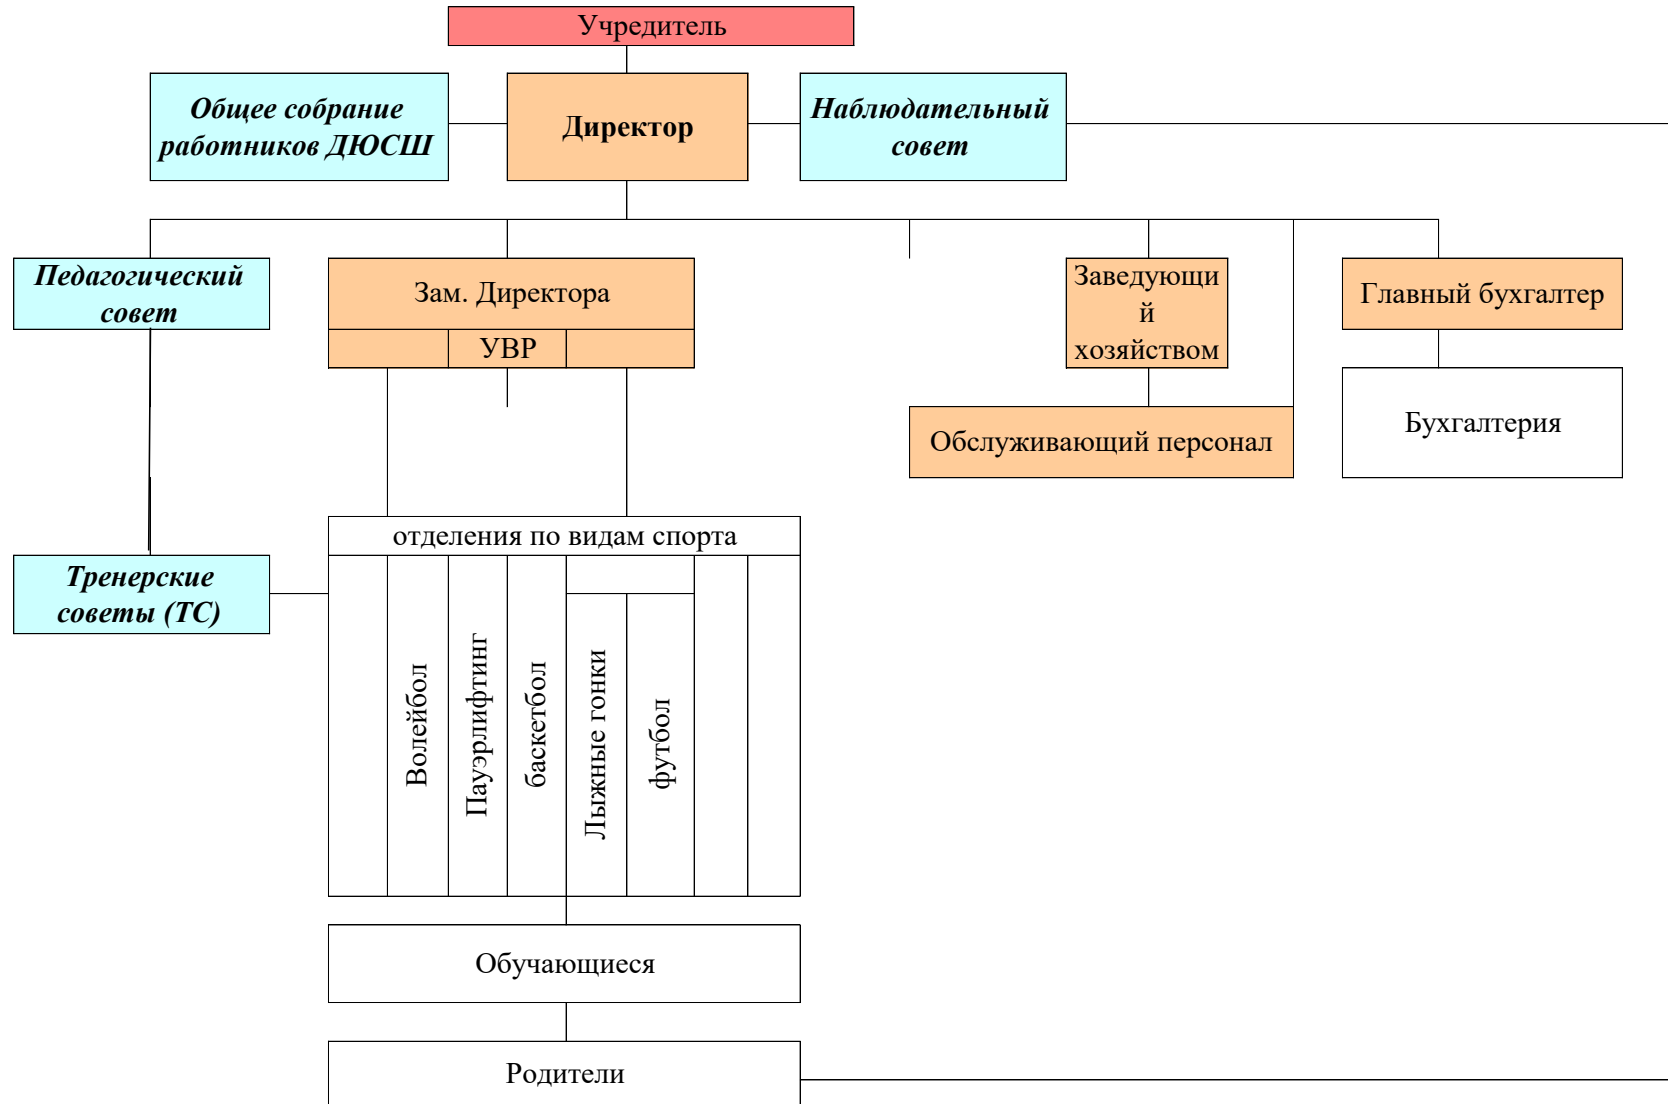 Учредитель
Общее собрание
работников ДЮСШ
Директор
Наблюдательный
совет
Педагогический
совет
Зам. Директора
УВР
Заведующи
й
хозяйством
Главный бухгалтер
Обслуживающий персонал
Бухгалтерия
отделения по видам спорта
Тренерские
советы (ТС)
Волейбол
Пауэрлифтинг
баскетбол
Лыжные гонки
футбол
Обучающиеся
Родители